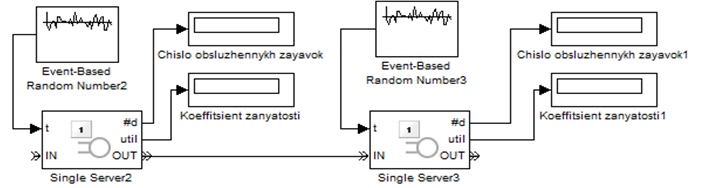 Event-Based
Random Number2
Chislo obsluzhennykh zayavok
Koeffitsient zanyatosti
t
1
#d
util
IN
OUT
Single Server2
Event-Based
Random Number3
Chislo obsluzhennykh zayavok1
Koeffitsient zanyatosti1
t
1
#d
util
IN
OUT
Single Server3